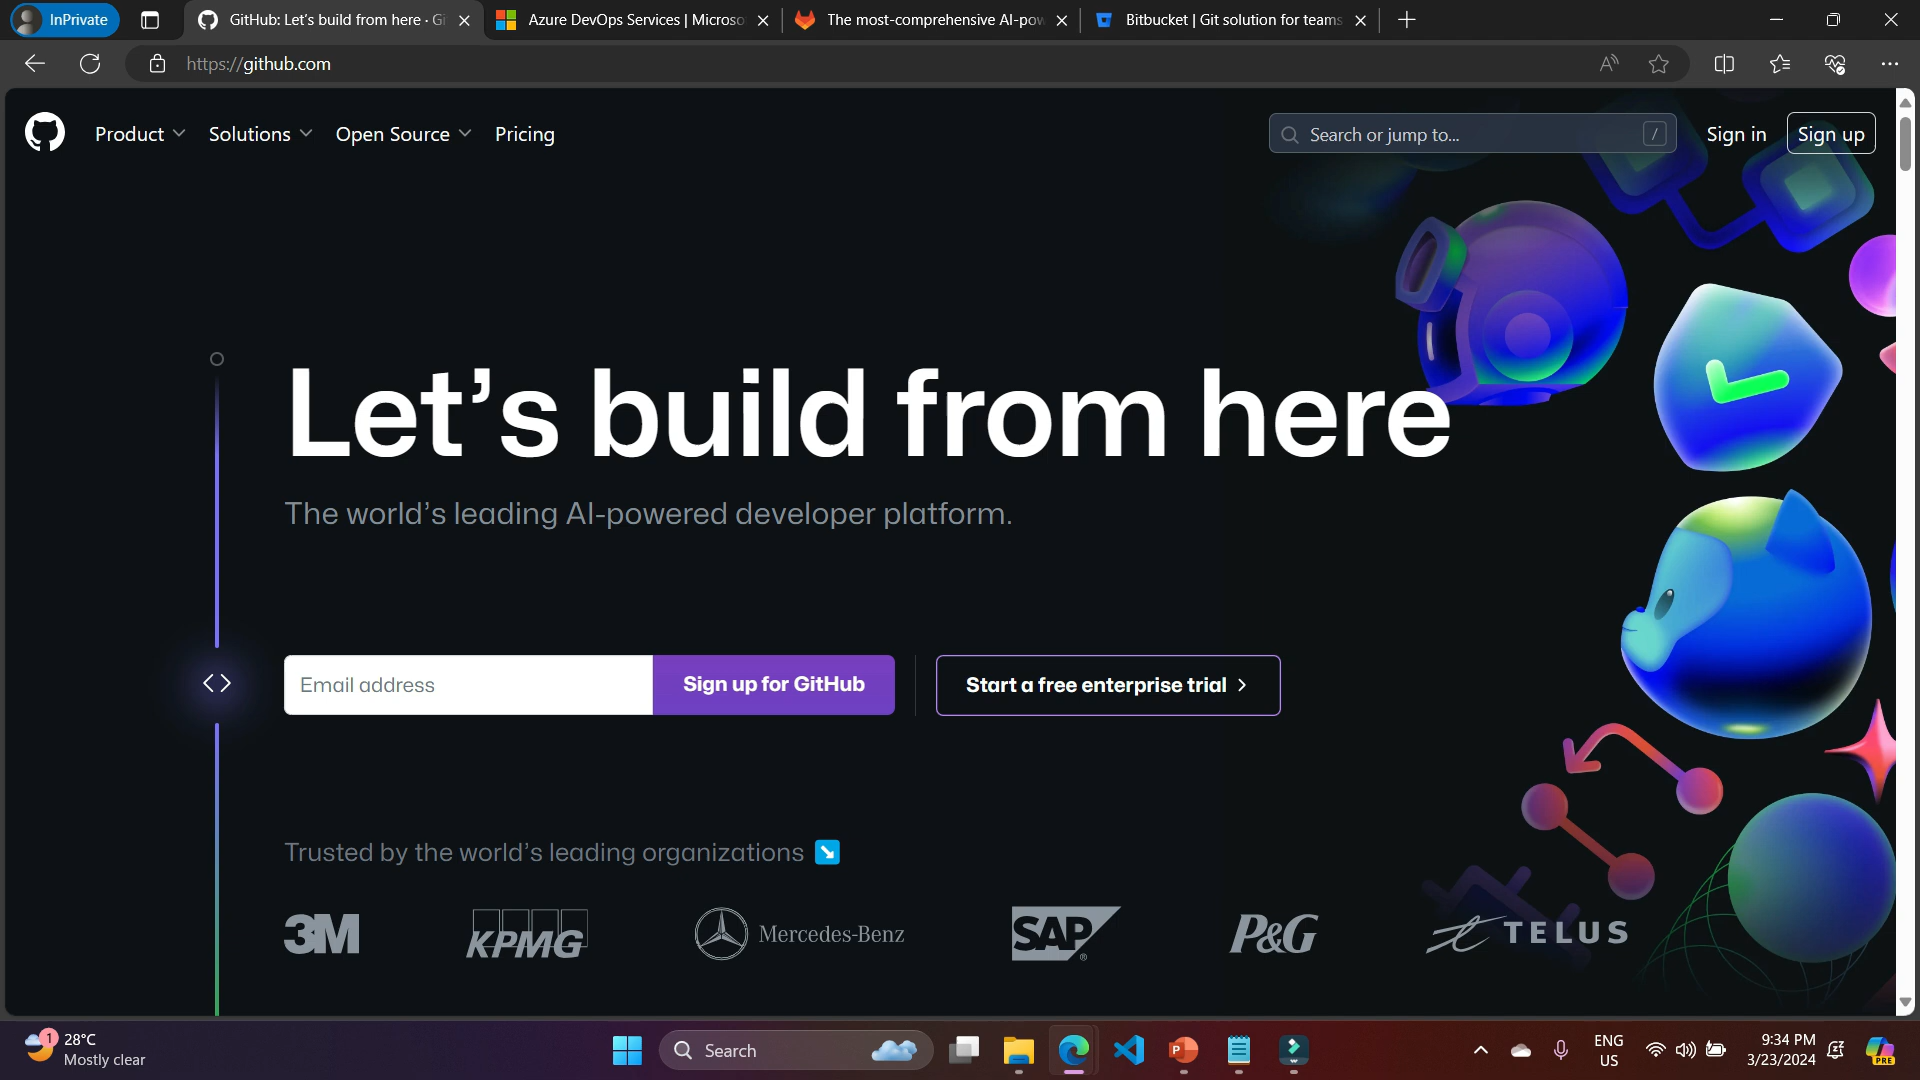 InPrivate
GitHub: Let's build from here · Gi
Azure DevOps Services | Microso
The most-comprehensive AI-pow
Bitbucket | Git solution for teams
https://github.com
Product
Solutions
Open Source
Pricing
Search or jump to...
/
Sign in
Sign up
Let's build from here
The world's leading AI-powered developer platform.
Email address
Sign up for GitHub
Start a free enterprise trial
Trusted by the world's leading organizations
3M
KPMG
Mercedes-Benz
SAP
®
P&G
TELUS
1
28°C
Mostly clear
Search
P
ENG
US
9:34 PM
3/23/2024
PRE